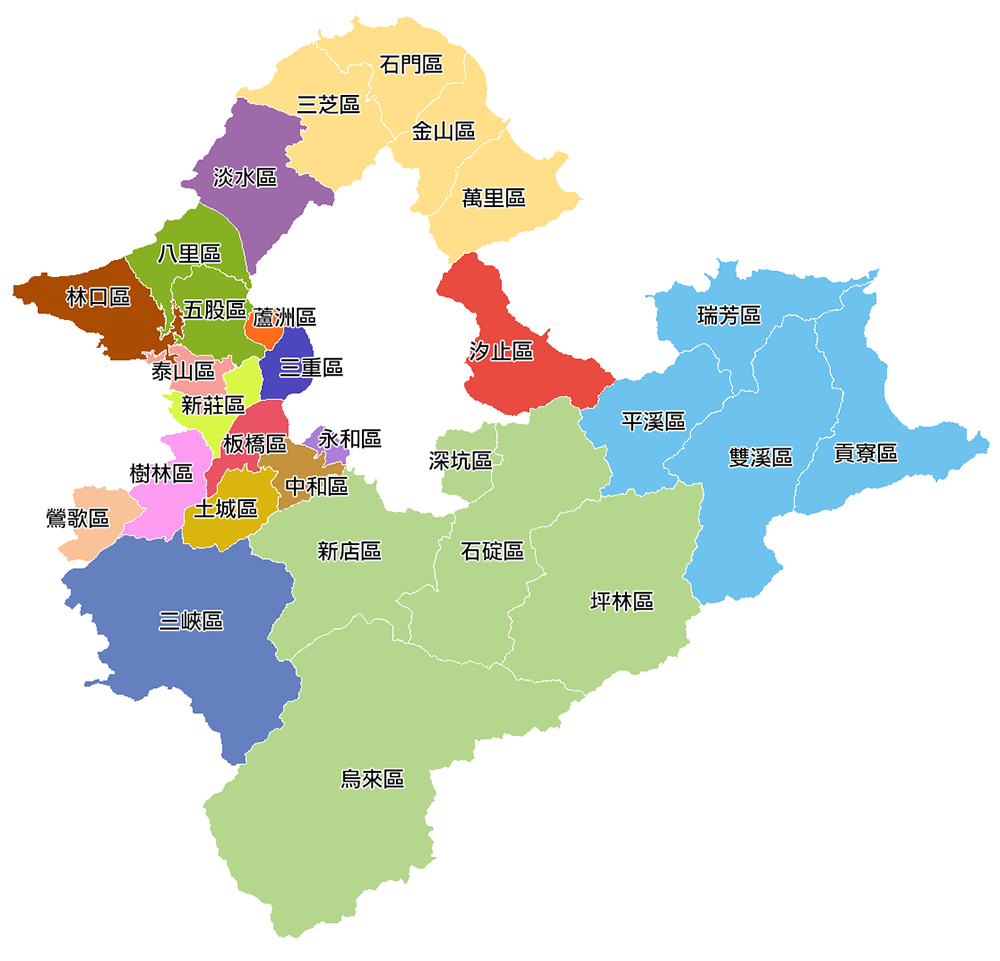 石門區
三芝區
金山區
淡水區
萬里區
八里區
林口區
五股區
蘆洲區
瑞芳區
汐止區
泰山區
三重區
新莊區
平溪區
板橋區
永和區
深坑區
雙溪區
貢寮區
樹林區
中和區
土城區
鶯歌區
新店區
石碇區
坪林區
三峽區
烏來區